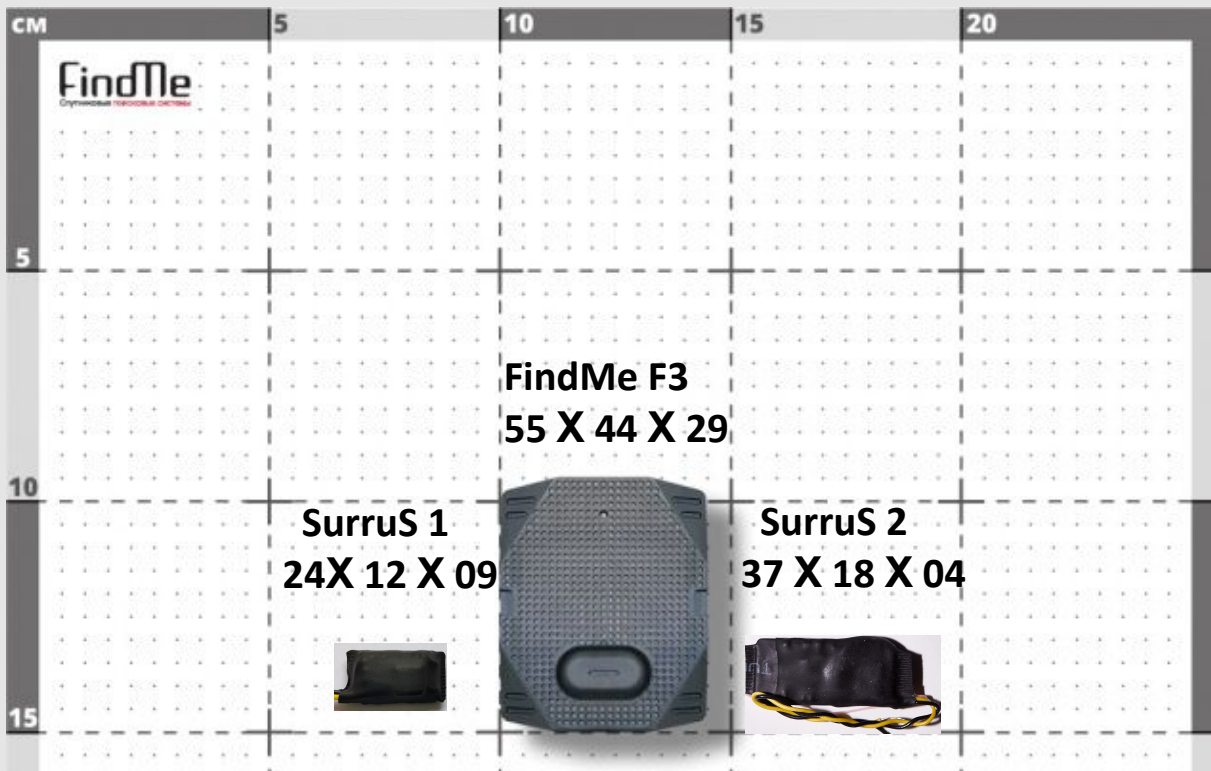 СМ 5 10 15 20
FindMe
Спутниковые поисковые системы
5
FindMe F3
55 X 44 X 29
10
SurruS 1
24X 12 X 09
SurruS 2
37 X 18 X 04
15